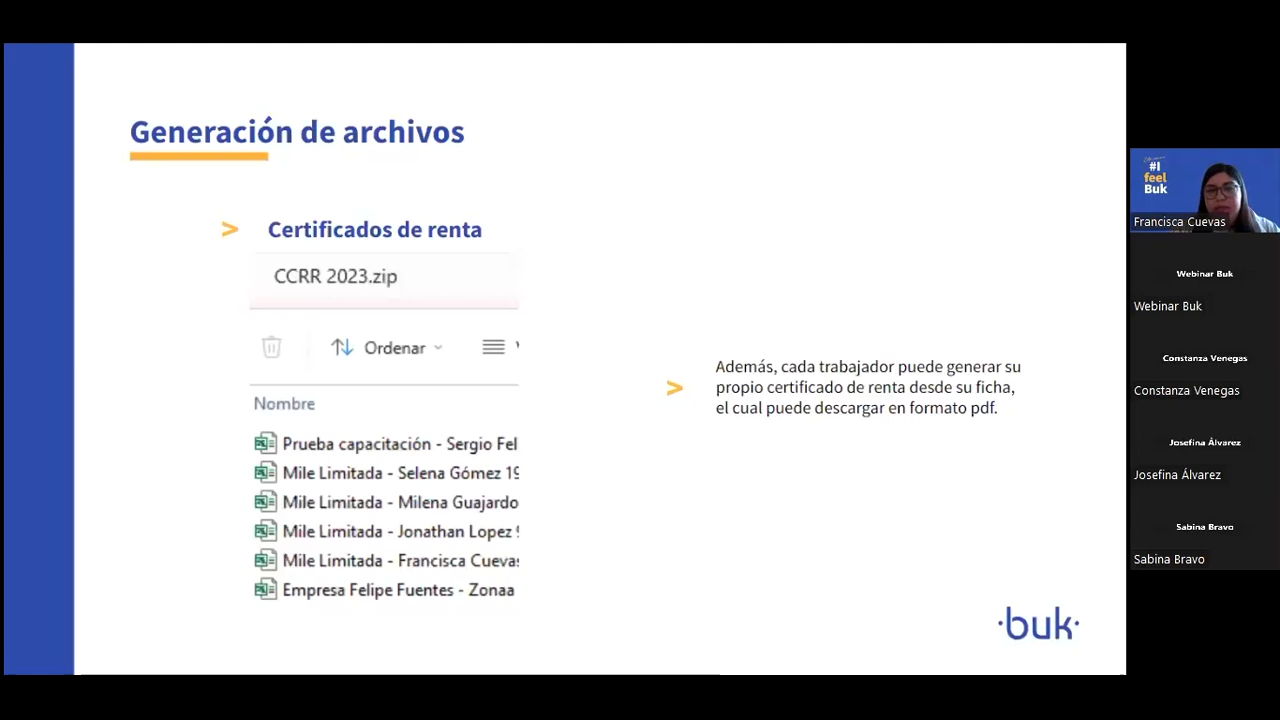 Generación de archivos
> Certificados de renta
CCRR 2023.zip
Ordenar
Nombre
Prueba capacitación - Sergio Fel
Mile Limitada - Selena Gómez 19
Mile Limitada - Milena Guajardo
Mile Limitada - Jonathan Lopez 9
Mile Limitada - Francisca Cuevas
Empresa Felipe Fuentes - Zonaa
> Además, cada trabajador puede generar su
propio certificado de renta desde su ficha,
el cual puede descargar en formato pdf.
·buk·
#I
feel
Buk
Francisca Cuevas
Webinar Buk
Webinar Buk
Constanza Venegas
Constanza Venegas
Josefina Álvarez
Josefina Álvarez
Sabina Bravo
Sabina Bravo